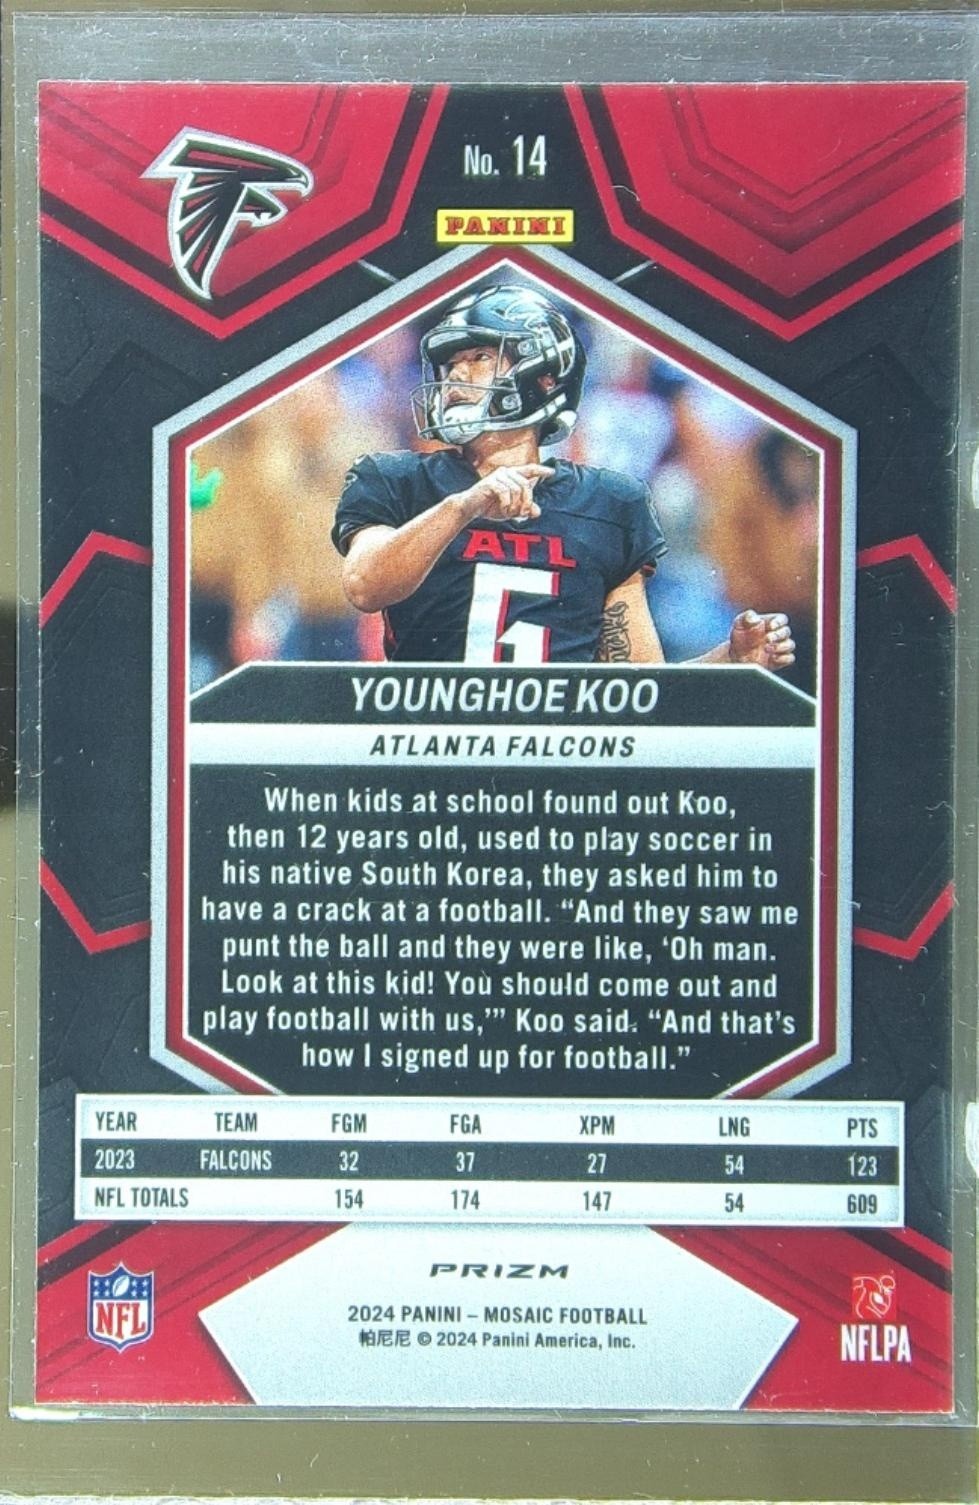 No. 14
PANINI
ATL
6
YOUNGHOE KOO
ATLANTA FALCONS
When kids at school found out Koo,
then 12 years old, used to play soccer in
his native South Korea, they asked him to
have a crack at a football. “And they saw me
punt the ball and they were like, ‘Oh man.
Look at this kid! You should come out and
play football with us,’” Koo said. “And that’s
how I signed up for football.”
YEAR TEAM FGM FGA XPM LNG PTS
2023 FALCONS 32 37 27 54 123
NFL TOTALS 154 174 147 54 609
PRIZM
2024 PANINI – MOSAIC FOOTBALL
帕尼尼 © 2024 Panini America, Inc.
NFL
NFLPA